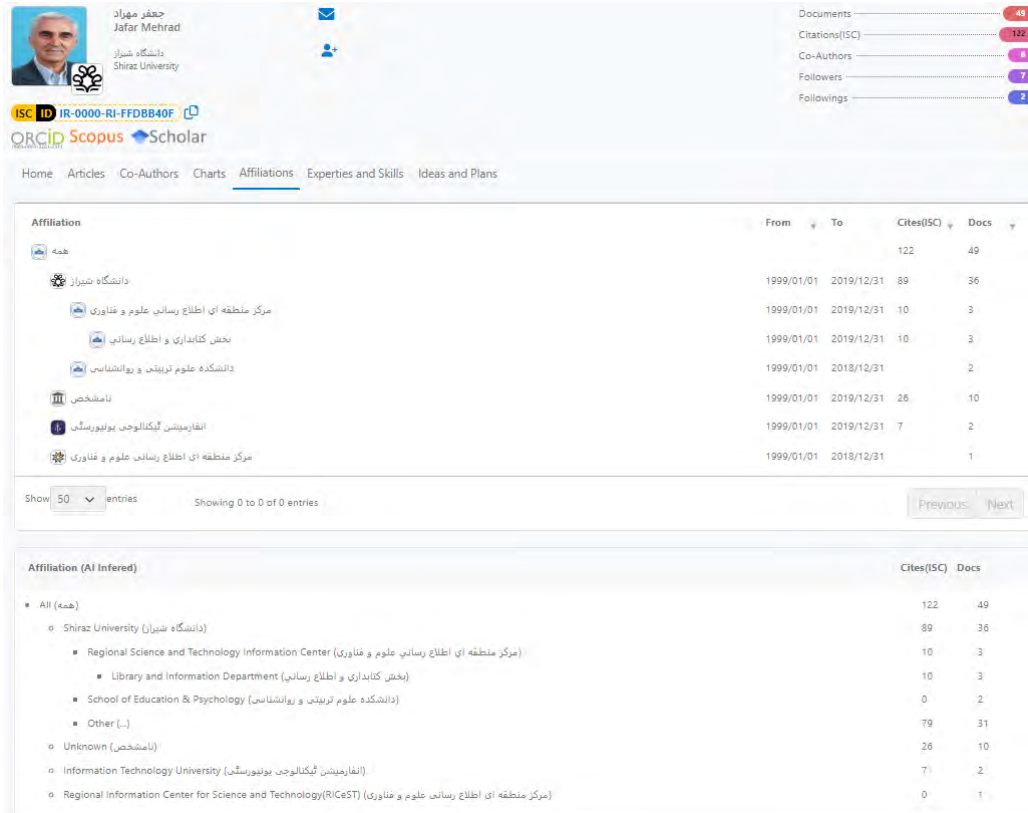 جعفر مهراد
Jafar Mehrad
دانشگاه شیراز
Shiraz University
Documents 49
Citations(ISC) 122
Co-Authors 6
Followers 7
Followings 2
ISC ID IR-0000-RI-FFDBB40F
ORCID Scopus Scholar
Home Articles Co-Authors Charts Affiliations Experties and Skills Ideas and Plans
Affiliation From To Cites(ISC) Docs
همه 122 49
دانشگاه شیراز 1999/01/01 2019/12/31 89 36
مرکز منطقه ای اطلاع رسانی علوم و فناوری 1999/01/01 2019/12/31 10 3
بخش کتابداری و اطلاع رسانی 1999/01/01 2019/12/31 10 3
دانشکده علوم تربیتی و روانشناسی 1999/01/01 2018/12/31 2
نامشخص 1999/01/01 2019/12/31 26 10
انفارمیشن ٹیکنالوجی یونیورسٹی 1999/01/01 2019/12/31 7 2
مرکز منطقه ای اطلاع رسانی علوم و فناوری 1999/01/01 2018/12/31 1
Show 50 entries Showing 0 to 0 of 0 entries Previous Next
Affiliation (AI Infered) Cites(ISC) Docs
All (همه) 122 49
Shiraz University (دانشگاه شیراز) 89 36
Regional Science and Technology Information Center (مرکز منطقه ای اطلاع رسانی علوم و فناوری) 10 3
Library and Information Department (بخش کتابداری و اطلاع رسانی) 10 3
School of Education & Psychology (دانشکده علوم تربیتی و روانشناسی) 0 2
Other (...) 79 31
Unknown (نامشخص) 26 10
Information Technology University (انفارمیشن ٹیکنالوجی یونیورسٹی) 7 2
Regional Information Center for Science and Technology(RICeST) (مرکز منطقه ای اطلاع رسانی علوم و فناوری) 0 1